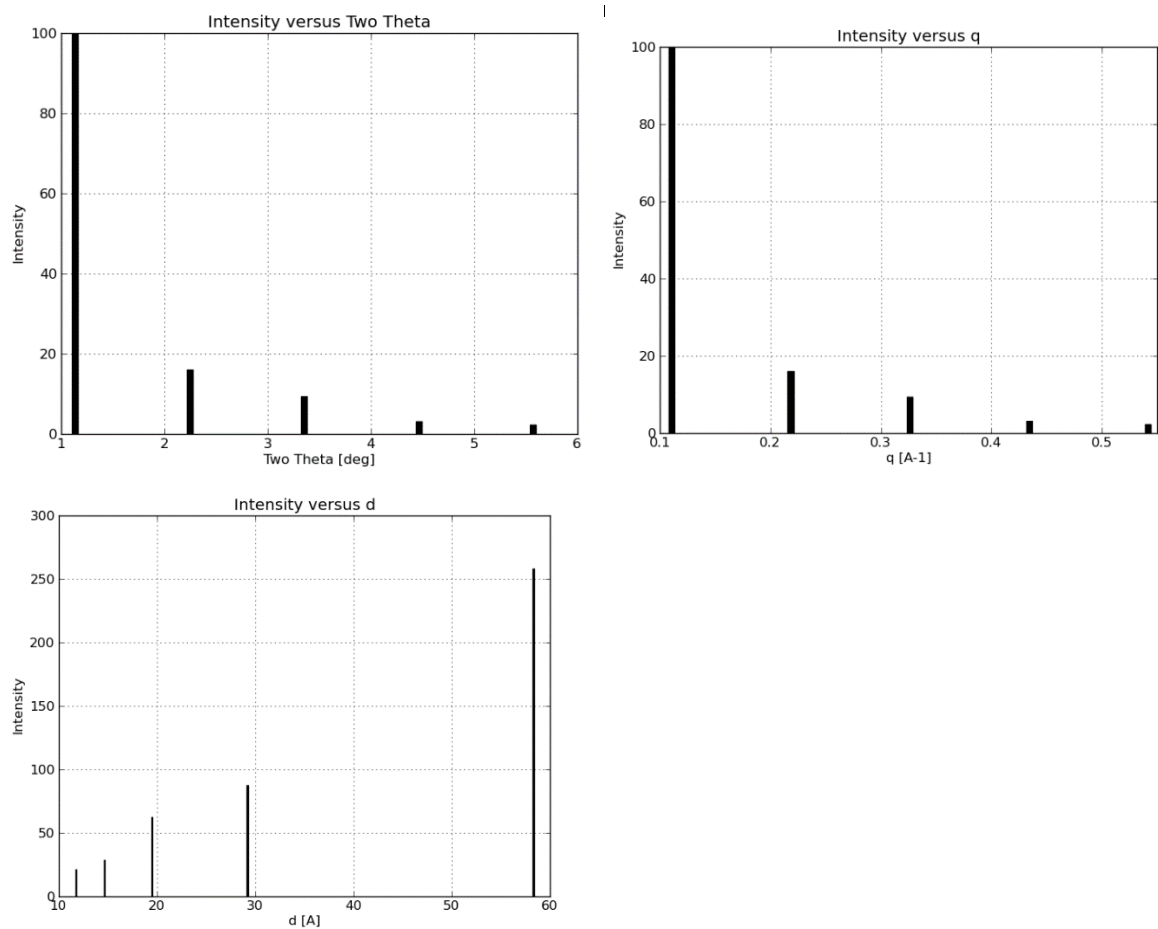 Intensity versus Two Theta
100
80
60
40
20
0
Intensity
1 2 3 4 5 6
Two Theta [deg]
Intensity versus q
100
80
60
40
20
0
Intensity
0.1 0.2 0.3 0.4 0.5
q [A-1]
Intensity versus d
300
250
200
150
100
50
0
Intensity
10 20 30 40 50 60
d [A]